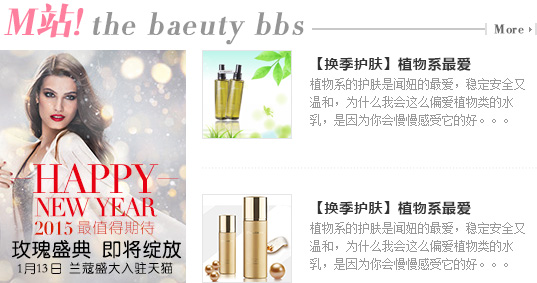 M站! the baeuty bbs
More
HAPPY
NEW YEAR
2015 最值得期待
玫瑰盛典 即将绽放
1月13日 兰蔻盛大入驻天猫
【换季护肤】植物系最爱
植物系的护肤是闻妞的最爱，稳定安全又
温和，为什么我会这么偏爱植物类的水
乳，是因为你会慢慢感受它的好。。。
【换季护肤】植物系最爱
植物系的护肤是闻妞的最爱，稳定安全又
温和，为什么我会这么偏爱植物类的水
乳，是因为你会慢慢感受它的好。。。